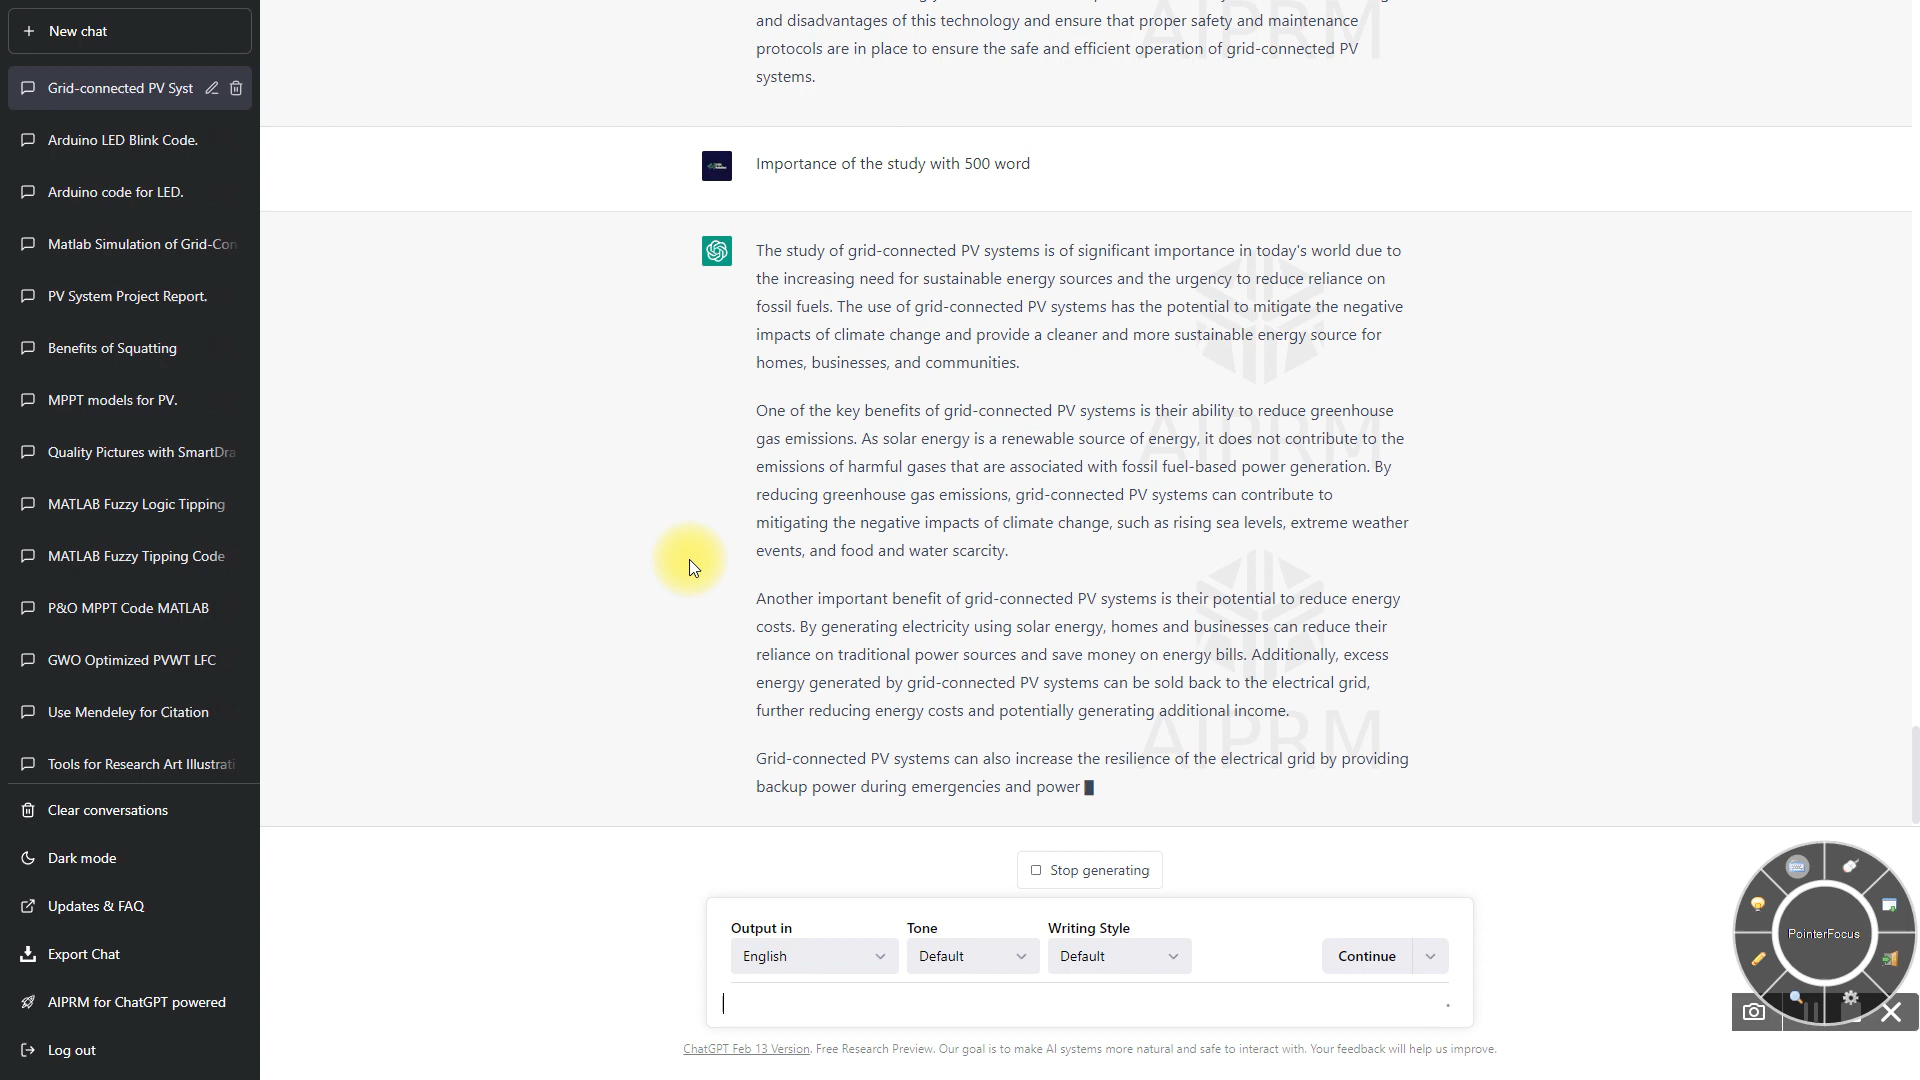 New chat
Grid-connected PV Syst
Arduino LED Blink Code.
Arduino code for LED.
Matlab Simulation of Grid-Con
PV System Project Report.
Benefits of Squatting
MPPT models for PV.
Quality Pictures with SmartDra
MATLAB Fuzzy Logic Tipping
MATLAB Fuzzy Tipping Code
P&O MPPT Code MATLAB
GWO Optimized PVWT LFC
Use Mendeley for Citation
Tools for Research Art Illustrati
Clear conversations
Dark mode
Updates & FAQ
Export Chat
AIPRM for ChatGPT powered
Log out
and disadvantages of this technology and ensure that proper safety and maintenance
protocols are in place to ensure the safe and efficient operation of grid-connected PV
systems.
AIPRM
Importance of the study with 500 word
The study of grid-connected PV systems is of significant importance in today's world due to
the increasing need for sustainable energy sources and the urgency to reduce reliance on
fossil fuels. The use of grid-connected PV systems has the potential to mitigate the negative
impacts of climate change and provide a cleaner and more sustainable energy source for
homes, businesses, and communities.
One of the key benefits of grid-connected PV systems is their ability to reduce greenhouse
gas emissions. As solar energy is a renewable source of energy, it does not contribute to the
emissions of harmful gases that are associated with fossil fuel-based power generation. By
reducing greenhouse gas emissions, grid-connected PV systems can contribute to
mitigating the negative impacts of climate change, such as rising sea levels, extreme weather
events, and food and water scarcity.
AIPRM
Another important benefit of grid-connected PV systems is their potential to reduce energy
costs. By generating electricity using solar energy, homes and businesses can reduce their
reliance on traditional power sources and save money on energy bills. Additionally, excess
energy generated by grid-connected PV systems can be sold back to the electrical grid,
further reducing energy costs and potentially generating additional income.
AIPRM
Grid-connected PV systems can also increase the resilience of the electrical grid by providing
backup power during emergencies and power
Stop generating
Output in
Tone
Writing Style
English
Default
Default
Continue
PointerFocus
ChatGPT Feb 13 Version. Free Research Preview. Our goal is to make AI systems more natural and safe to interact with. Your feedback will help us improve.